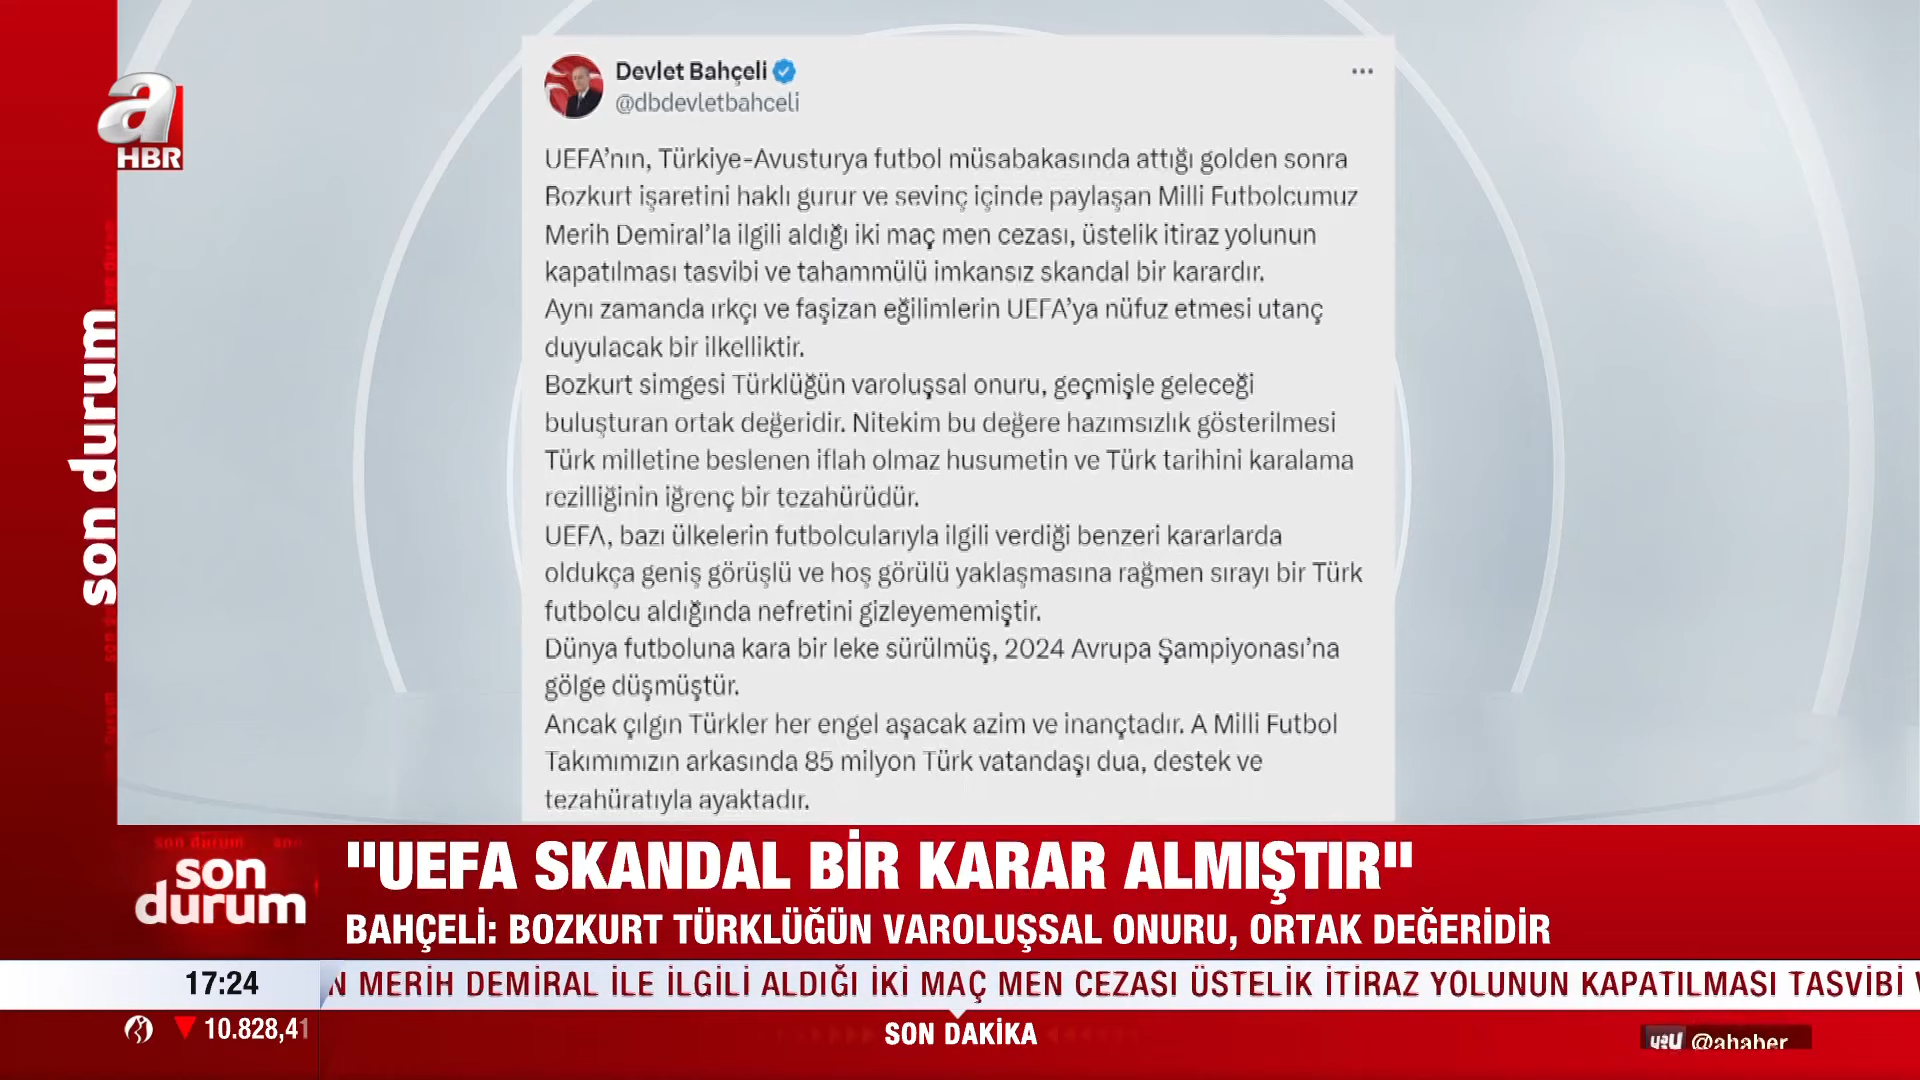 a
HBR
son durum
Devlet Bahçeli
@dbdevletbahceli
UEFA'nın, Türkiye-Avusturya futbol müsabakasında attığı golden sonra
Bozkurt işaretini haklı gurur ve sevinç içinde paylaşan Milli Futbolcumuz
Merih Demiral'la ilgili aldığı iki maç men cezası, üstelik itiraz yolunun
kapatılması tasvibi ve tahammülü imkansız skandal bir karardır.
Aynı zamanda ırkçı ve faşizan eğilimlerin UEFA'ya nüfuz etmesi utanç
duyulacak bir ilkelliktir.
Bozkurt simgesi Türklüğün varoluşsal onuru, geçmişle geleceği
buluşturan ortak değeridir. Nitekim bu değere hazımsızlık gösterilmesi
Türk milletine beslenen iflah olmaz husumetin ve Türk tarihini karalama
rezilliğinin iğrenç bir tezahürüdür.
UEFA, bazı ülkelerin futbolcularıyla ilgili verdiği benzeri kararlarda
oldukça geniş görüşlü ve hoş görülü yaklaşmasına rağmen sırayı bir Türk
futbolcu aldığında nefretini gizleyememiştir.
Dünya futboluna kara bir leke sürülmüş, 2024 Avrupa Şampiyonası'na
gölge düşmüştür.
Ancak çılgın Türkler her engel aşacak azim ve inançtadır. A Milli Futbol
Takımımızın arkasında 85 milyon Türk vatandaşı dua, destek ve
tezahüratıyla ayaktadır.
son durum
son
durum
"UEFA SKANDAL BİR KARAR ALMIŞTIR"
BAHÇELİ: BOZKURT TÜRKLÜĞÜN VAROLUŞSAL ONURU, ORTAK DEĞERİDİR
17:24
N MERİH DEMİRAL İLE İLGİLİ ALDIĞI İKİ MAÇ MEN CEZASI ÜSTELİK İTİRAZ YOLUNUN KAPATILMASI TASVİBİ
10.828,41
SON DAKİKA
@ahaber